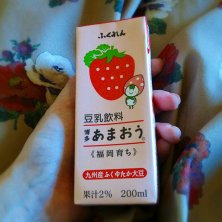 ふくれん
豆乳飲料
博多あまおう
《福岡育ち》
九州産ふくゆたか大豆
果汁2% 200ml